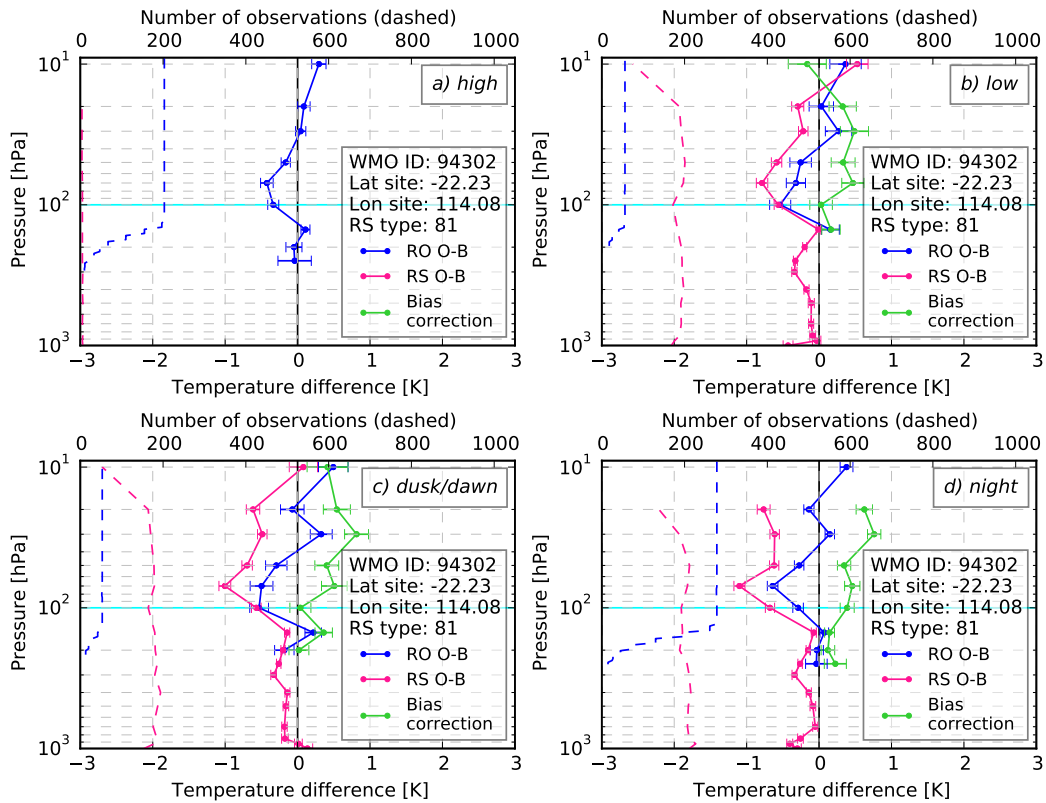 Number of observations (dashed)
0 200 400 600 800 1000
10^1
10^2
10^3
Pressure [hPa]
a) high
WMO ID: 94302
Lat site: -22.23
Lon site: 114.08
RS type: 81
RO O-B
RS O-B
Bias
correction
−3 −2 −1 0 1 2 3
Temperature difference [K]
Number of observations (dashed)
0 200 400 600 800 1000
10^1
10^2
10^3
Pressure [hPa]
b) low
WMO ID: 94302
Lat site: -22.23
Lon site: 114.08
RS type: 81
RO O-B
RS O-B
Bias
correction
−3 −2 −1 0 1 2 3
Temperature difference [K]
Number of observations (dashed)
0 200 400 600 800 1000
10^1
10^2
10^3
Pressure [hPa]
c) dusk/dawn
WMO ID: 94302
Lat site: -22.23
Lon site: 114.08
RS type: 81
RO O-B
RS O-B
Bias
correction
−3 −2 −1 0 1 2 3
Temperature difference [K]
Number of observations (dashed)
0 200 400 600 800 1000
10^1
10^2
10^3
Pressure [hPa]
d) night
WMO ID: 94302
Lat site: -22.23
Lon site: 114.08
RS type: 81
RO O-B
RS O-B
Bias
correction
−3 −2 −1 0 1 2 3
Temperature difference [K]